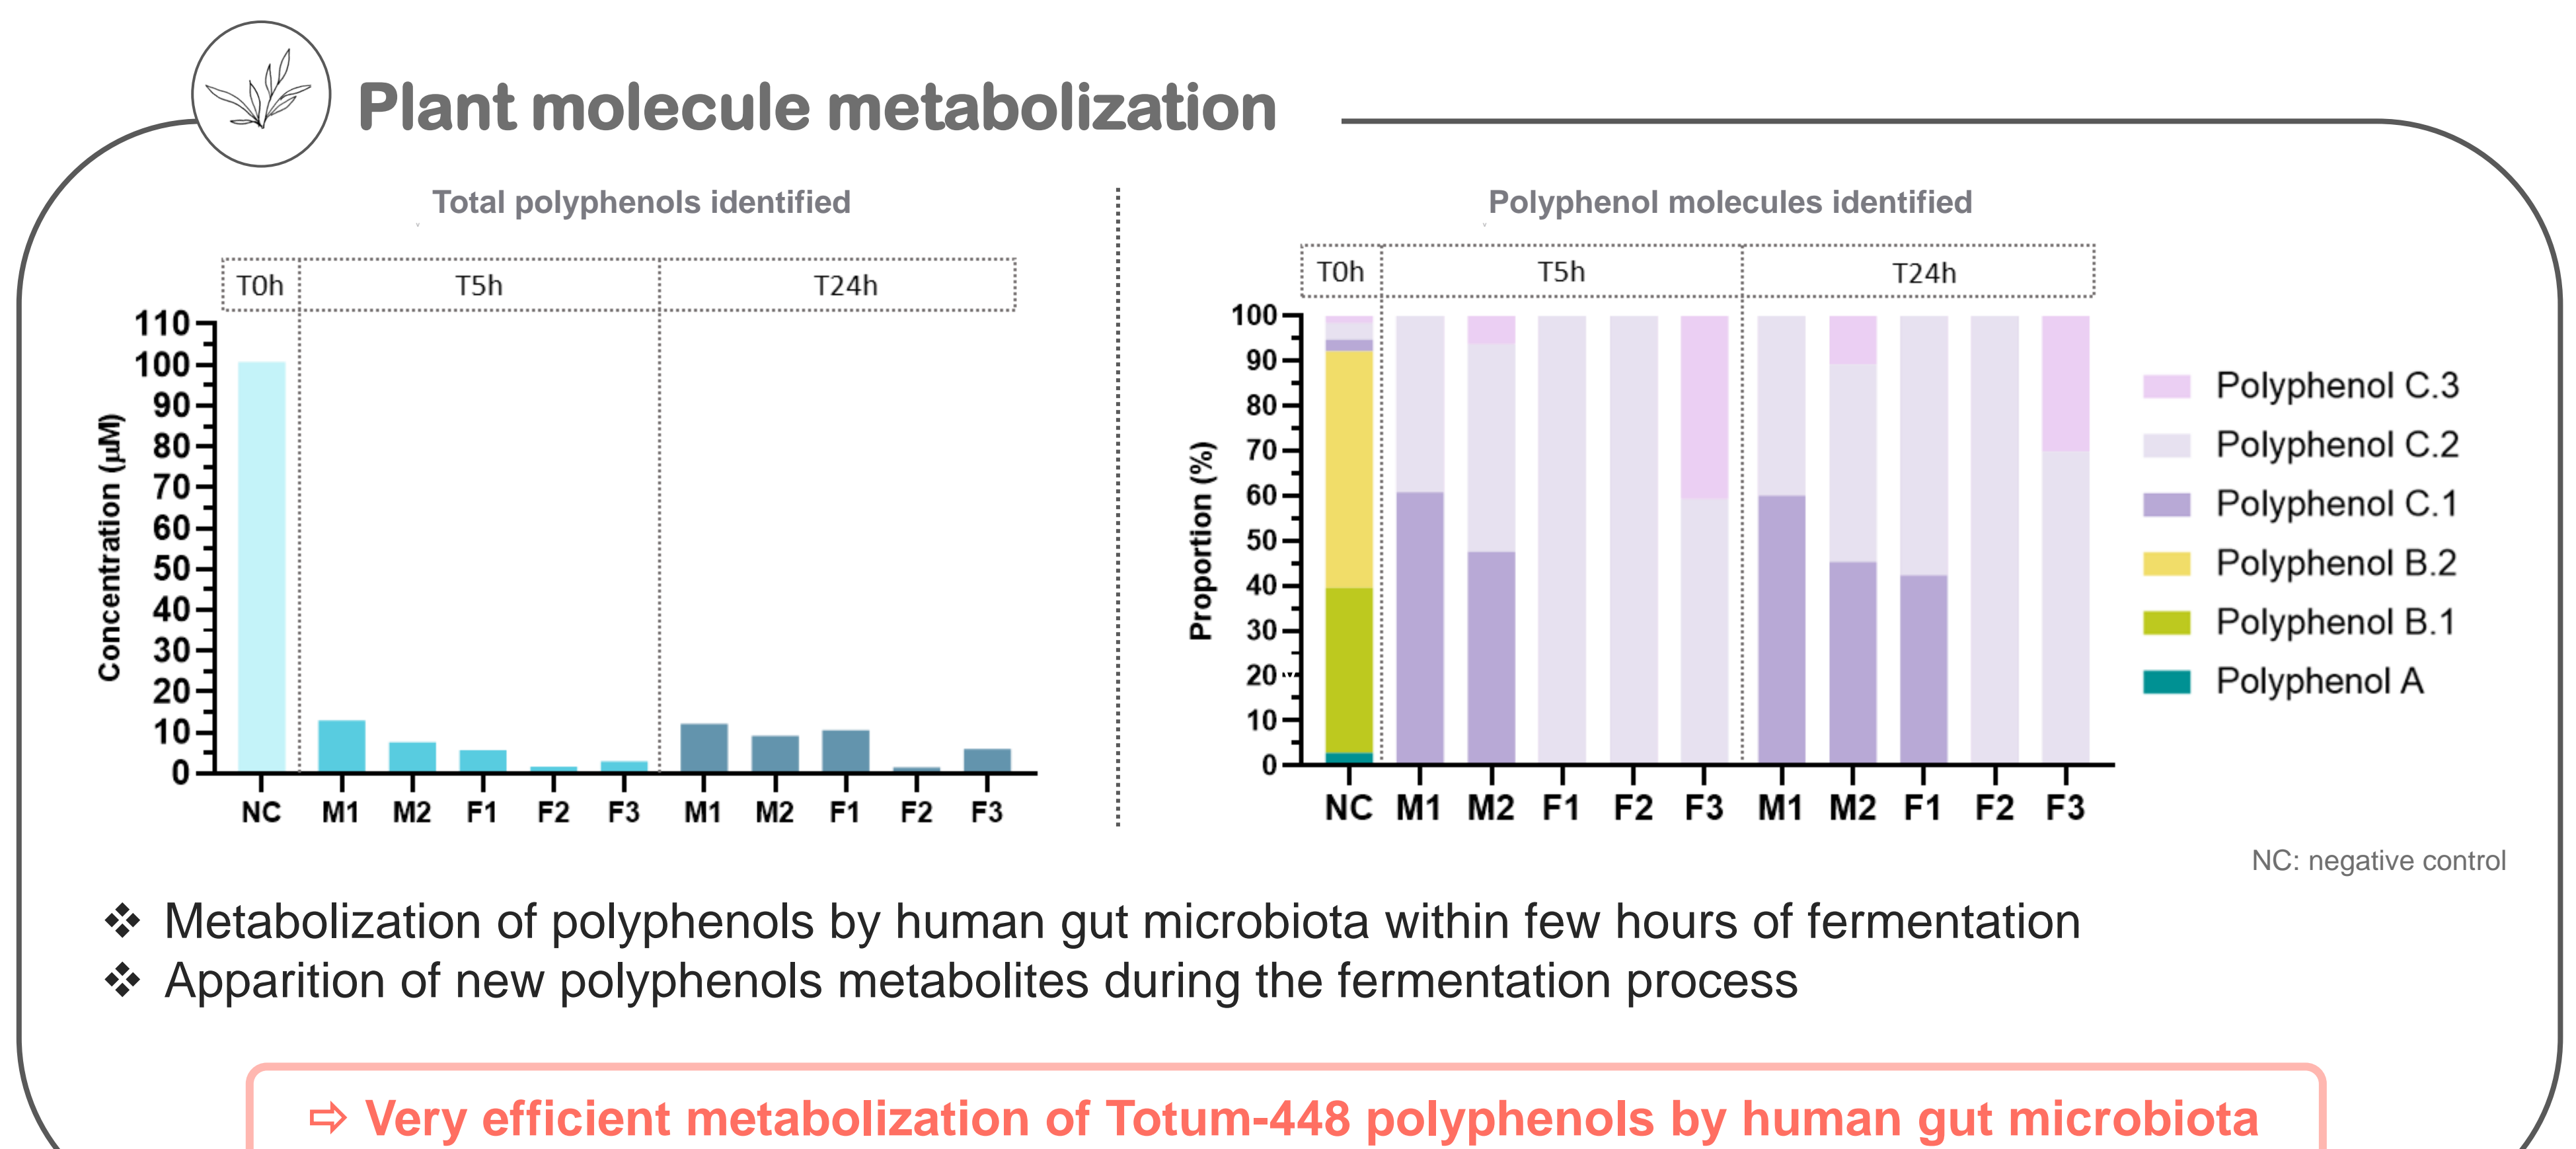 Plant molecule metabolization
Total polyphenols identified
T0h T5h T24h
Concentration (µM)
110
100
90
80
70
60
50
40
30
20
10
0
NC M1 M2 F1 F2 F3 M1 M2 F1 F2 F3
Polyphenol molecules identified
T0h T5h T24h
Proportion (%)
100
90
80
70
60
50
40
30
20
10
0
NC M1 M2 F1 F2 F3 M1 M2 F1 F2 F3
Polyphenol C.3
Polyphenol C.2
Polyphenol C.1
Polyphenol B.2
Polyphenol B.1
Polyphenol A
NC: negative control
❖ Metabolization of polyphenols by human gut microbiota within few hours of fermentation
❖ Apparition of new polyphenols metabolites during the fermentation process
⇨ Very efficient metabolization of Totum-448 polyphenols by human gut microbiota